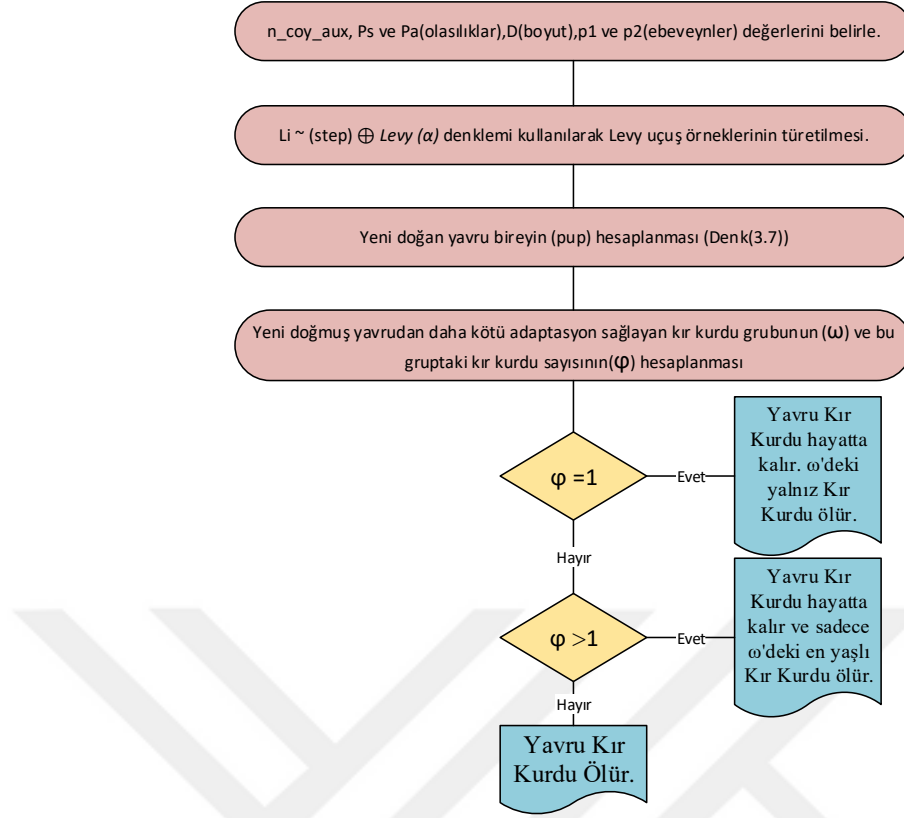 n_coy_aux, Ps ve Pa(olasılıklar),D(boyut),p1 ve p2(ebeveynler) değerlerini belirle.
Li ~ (step) ⊕ Levy (α) denklemi kullanılarak Levy uçuş örneklerinin türetilmesi.
Yeni doğan yavru bireyin (pup) hesaplanması (Denk(3.7))
Yeni doğmuş yavrudan daha kötü adaptasyon sağlayan kır kurdu grubunun (ω) ve bu
gruptaki kır kurdu sayısının(φ) hesaplanması
φ =1
Evet
Yavru Kır
Kurdu hayatta
kalır. ω'deki
yalnız Kır
Kurdu ölür.
Hayır
φ >1
Evet
Yavru Kır
Kurdu hayatta
kalır ve sadece
ω'deki en yaşlı
Kır Kurdu ölür.
Hayır
Yavru Kır
Kurdu Ölür.